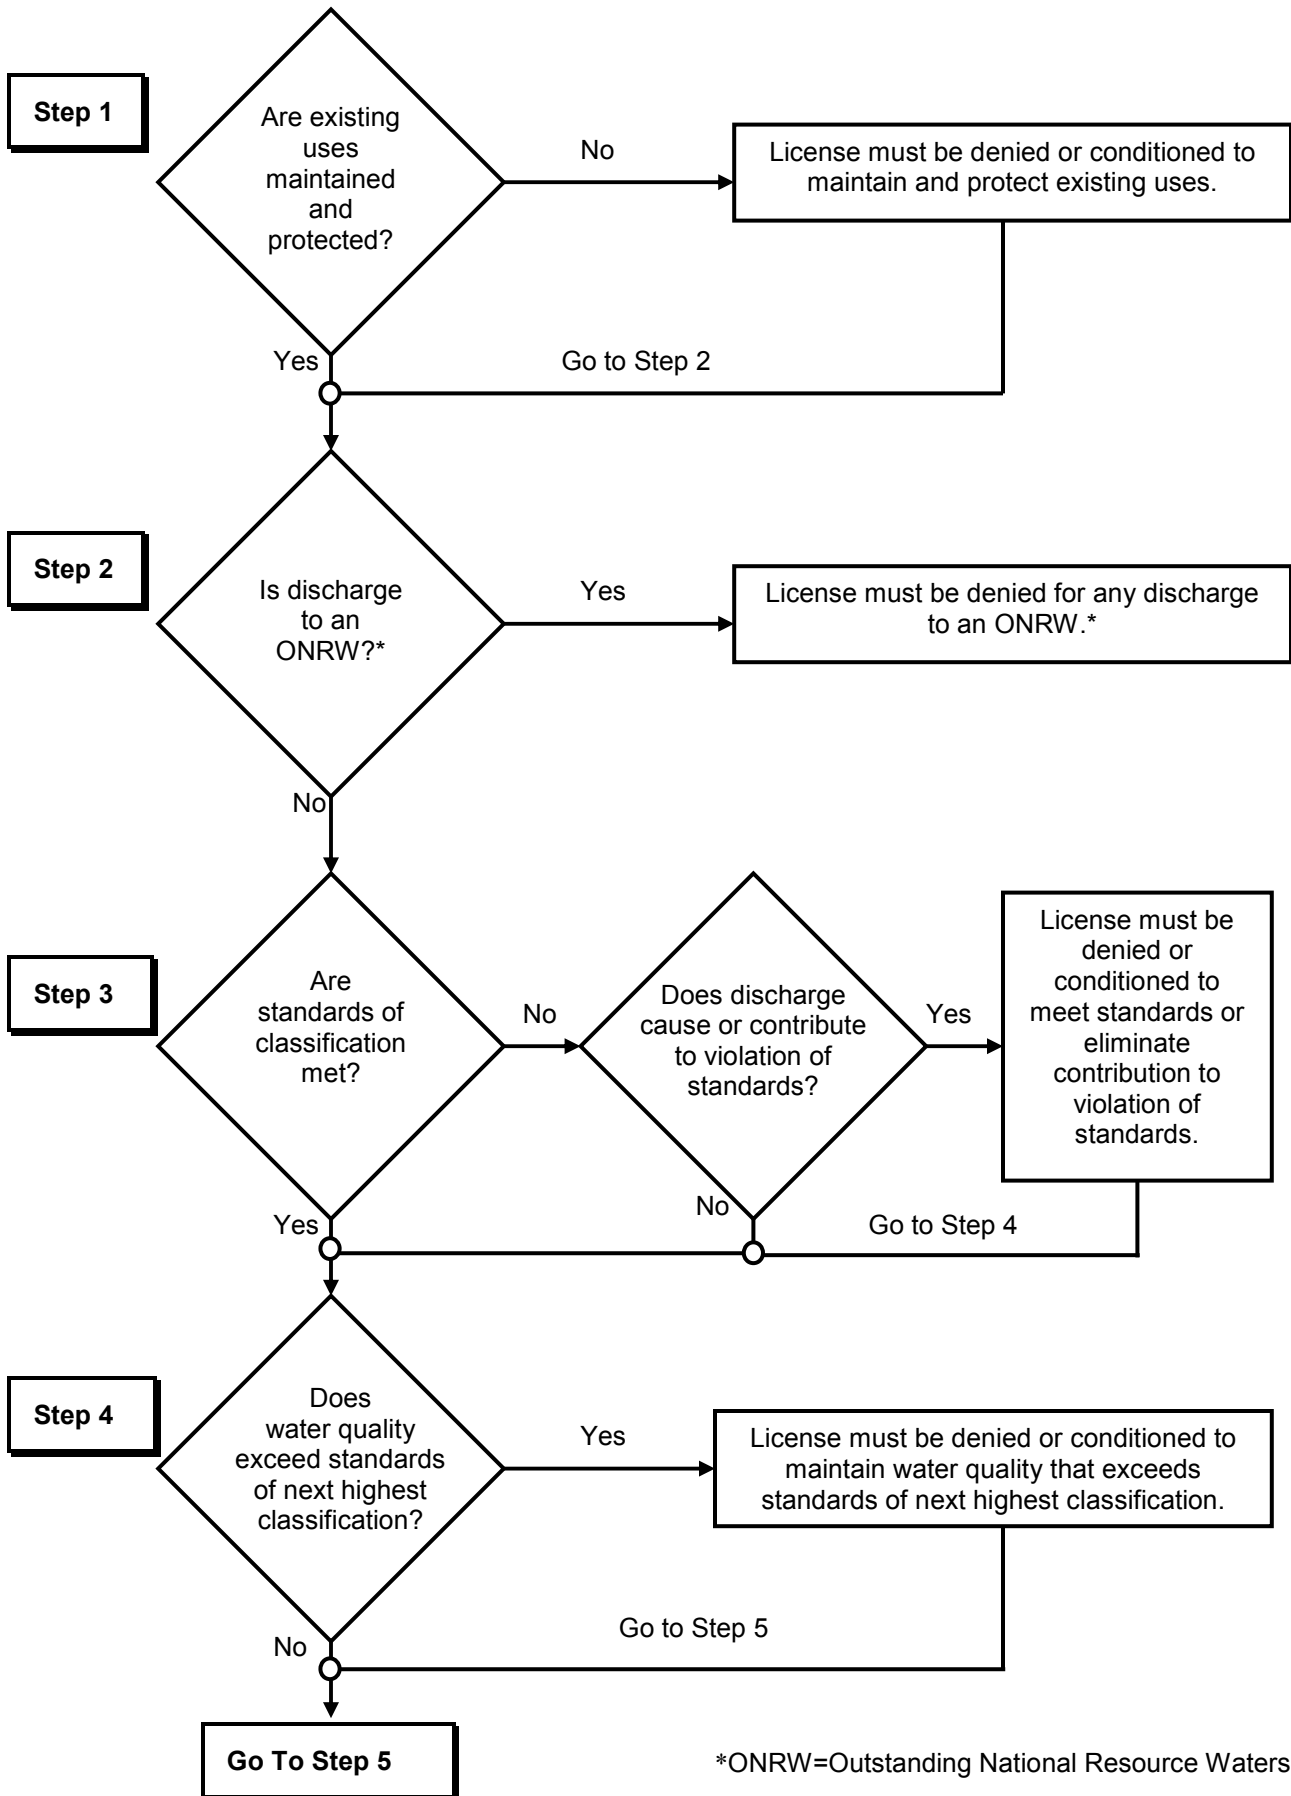 Step 1
Are existing
uses
maintained
and
protected?
No
License must be denied or conditioned to
maintain and protect existing uses.
Yes
Go to Step 2
Step 2
Is discharge
to an
ONRW?*
Yes
License must be denied for any discharge
to an ONRW.*
No
Step 3
Are
standards of
classification
met?
No
Does discharge
cause or contribute
to violation of
standards?
Yes
License must be
denied or
conditioned to
meet standards or
eliminate
contribution to
violation of
standards.
Yes
No
Go to Step 4
Step 4
Does
water quality
exceed standards
of next highest
classification?
Yes
License must be denied or conditioned to
maintain water quality that exceeds
standards of next highest classification.
No
Go to Step 5
Go To Step 5
*ONRW=Outstanding National Resource Waters